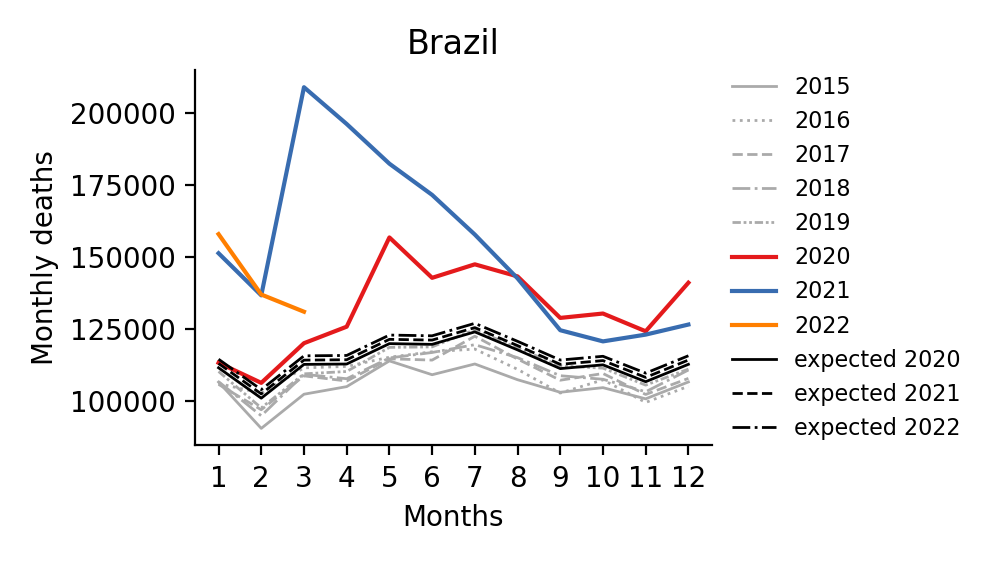 Brazil
Monthly deaths
200000
175000
150000
125000
100000
1 2 3 4 5 6 7 8 9 10 11 12
Months
2015
2016
2017
2018
2019
2020
2021
2022
expected 2020
expected 2021
expected 2022